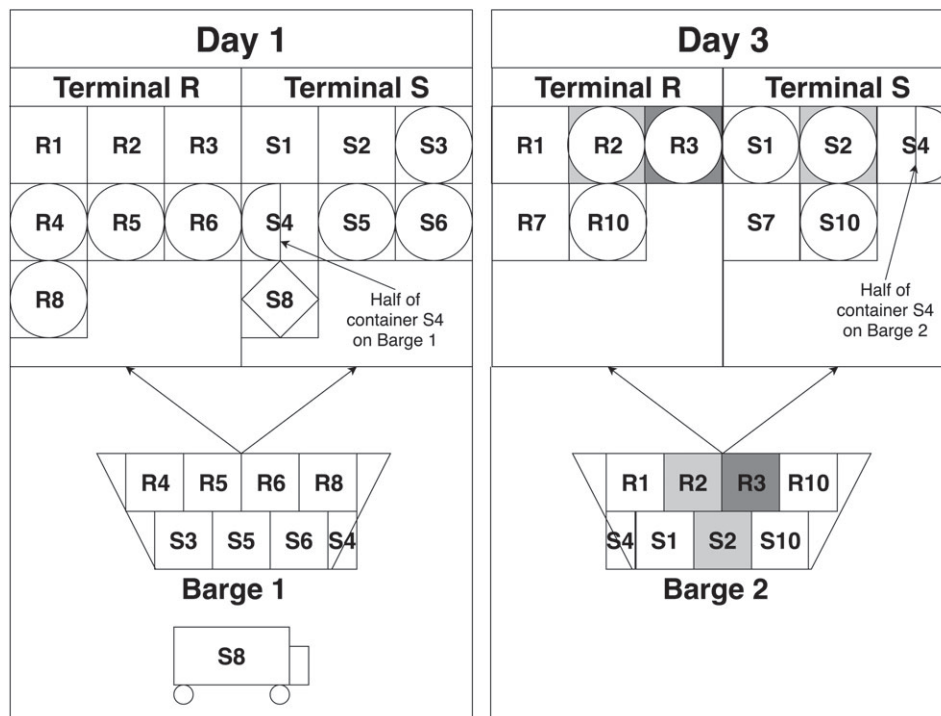 Day 1
Terminal R Terminal S
R1 R2 R3 S1 S2 S3
R4 R5 R6 S4 S5 S6
R8 S8
Half of
container S4
on Barge 1
R4 R5 R6 R8
S3 S5 S6 S4
Barge 1
S8
Day 3
Terminal R Terminal S
R1 R2 R3 S1 S2 S4
R7 R10 S7 S10
Half of
container S4
on Barge 2
R1 R2 R3 R10
S4 S1 S2 S10
Barge 2